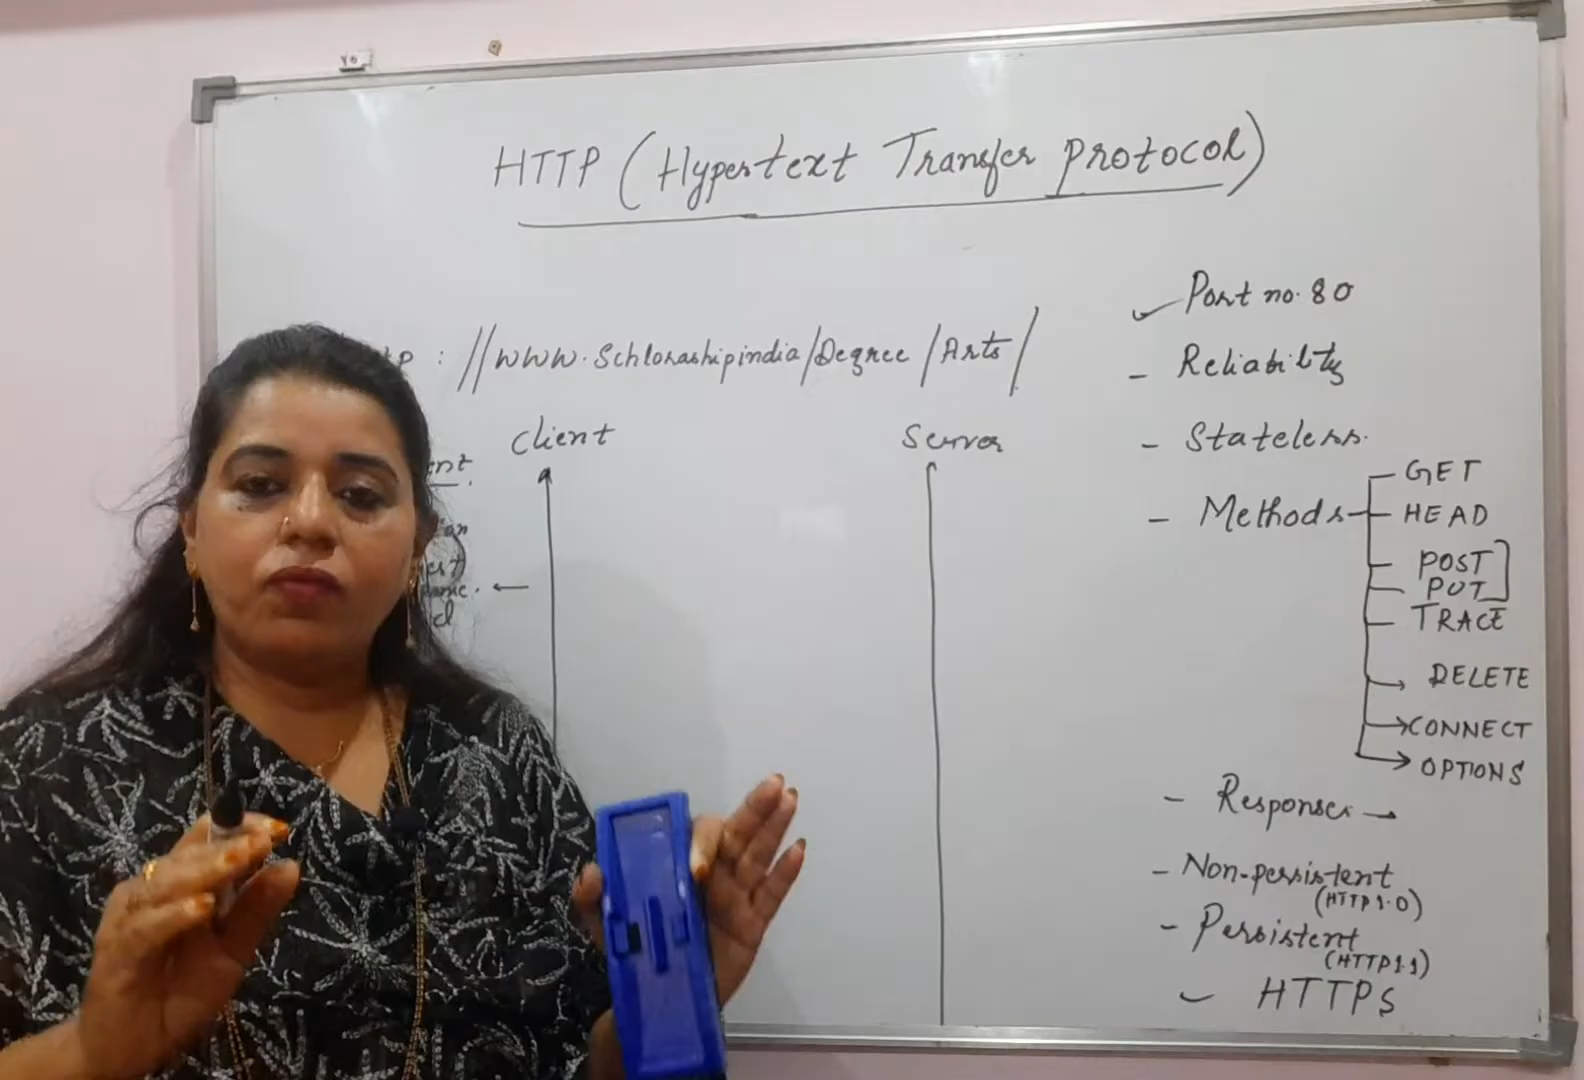 HTTP (Hypertext Transfer Protocol)
: //www.Schlorashipindia/Degree/Arts/
Client
Server
Port no. 80
- Reliability
- Stateless.
- Methods
GET
HEAD
POST
PUT
TRACE
DELETE
CONNECT
OPTIONS
- Responses
- Non-persistent
(HTTP 1.0)
- Persistent
(HTTP 1.1)
HTTPS